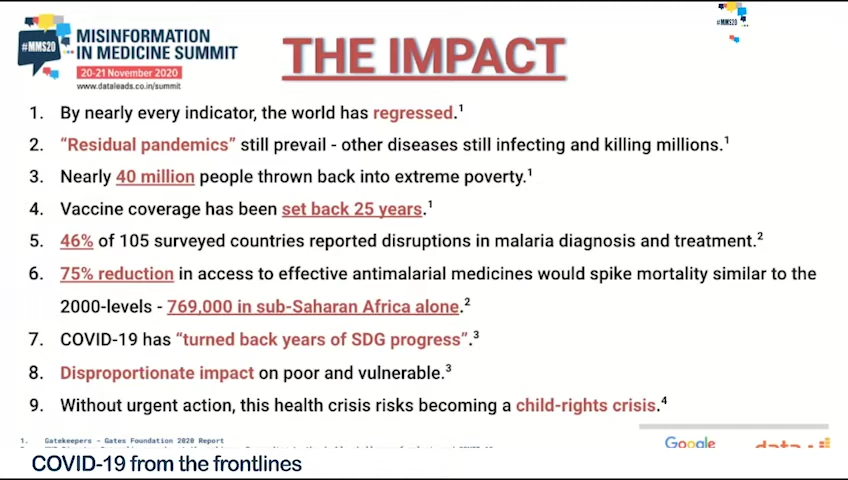 #MMS20
MISINFORMATION
IN MEDICINE SUMMIT
20-21 November 2020
www.dataleads.co.in/summit
THE IMPACT
#MMS20
1. By nearly every indicator, the world has regressed.1
2. “Residual pandemics” still prevail - other diseases still infecting and killing millions.1
3. Nearly 40 million people thrown back into extreme poverty.1
4. Vaccine coverage has been set back 25 years.1
5. 46% of 105 surveyed countries reported disruptions in malaria diagnosis and treatment.2
6. 75% reduction in access to effective antimalarial medicines would spike mortality similar to the
2000-levels - 769,000 in sub-Saharan Africa alone.2
7. COVID-19 has “turned back years of SDG progress”.3
8. Disproportionate impact on poor and vulnerable.3
9. Without urgent action, this health crisis risks becoming a child-rights crisis.4
1. Gatekeepers - Gates Foundation 2020 Report
Google
COVID-19 from the frontlines